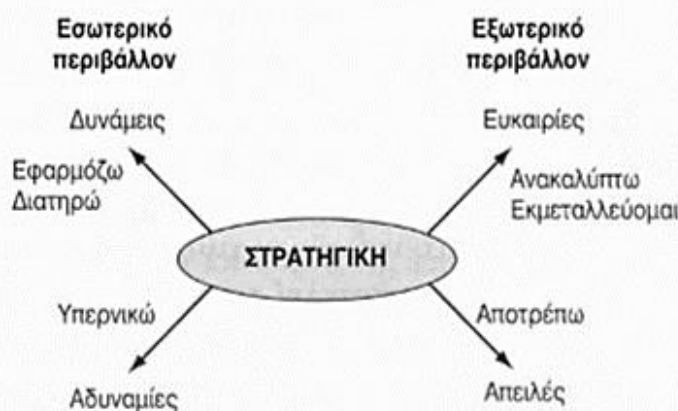 Εσωτερικό
περιβάλλον
Εξωτερικό
περιβάλλον
Δυνάμεις
Ευκαιρίες
Εφαρμόζω
Διατηρώ
Ανακαλύπτω
Εκμεταλλεύομαι
ΣΤΡΑΤΗΓΙΚΗ
Υπερνικώ
Αποτρέπω
Αδυναμίες
Απειλές